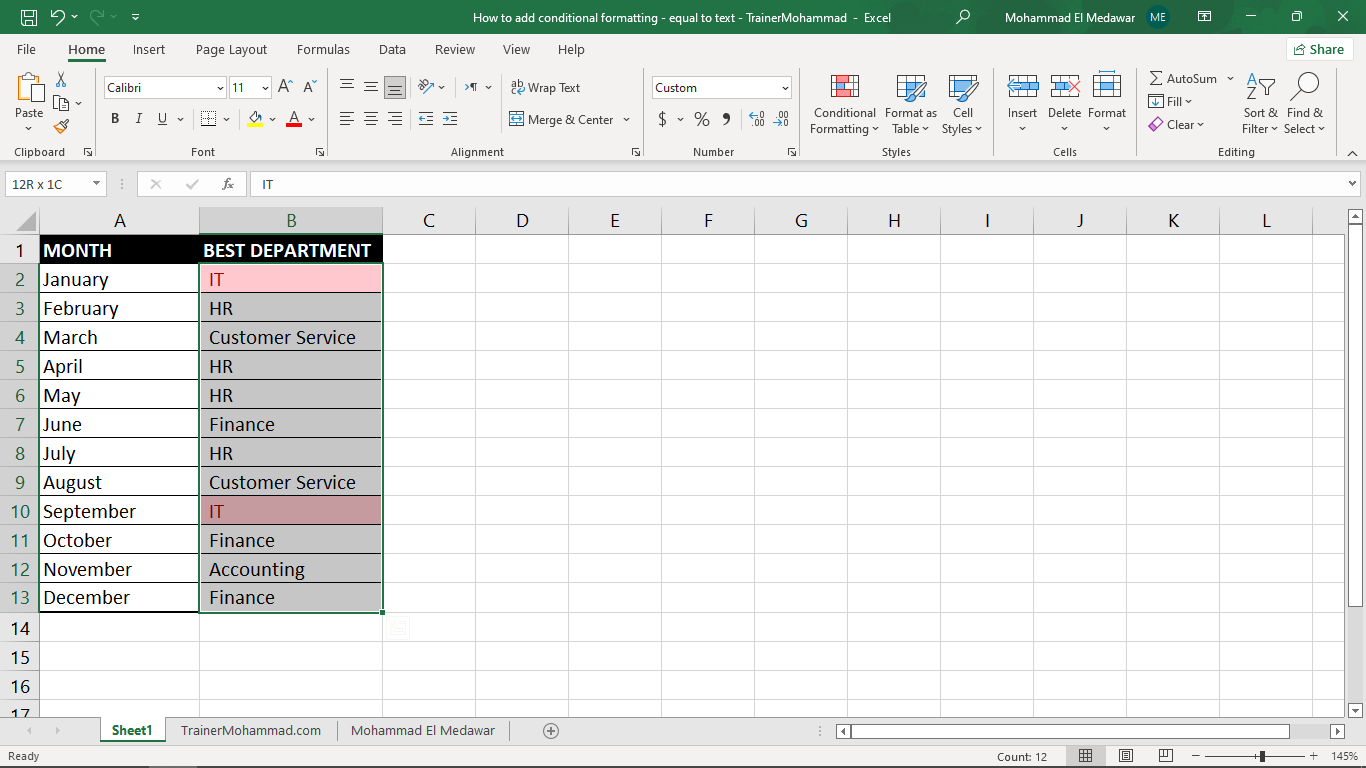 How to add conditional formatting - equal to text - TrainerMohammad - Excel
Mohammad El Medawar
ME
File Home Insert Page Layout Formulas Data Review View Help
Share
Paste
Calibri 11
B I U
A
Wrap Text
Merge & Center
Custom
$ % ,
Conditional Formatting
Format as Table
Cell Styles
Insert
Delete
Format
AutoSum
Fill
Clear
Sort & Filter
Find & Select
Clipboard Font Alignment Number Styles Cells Editing
12R x 1C fx IT
A B C D E F G H I J K L
1 MONTH BEST DEPARTMENT
2 January IT
3 February HR
4 March Customer Service
5 April HR
6 May HR
7 June Finance
8 July HR
9 August Customer Service
10 September IT
11 October Finance
12 November Accounting
13 December Finance
14
15
16
17
Sheet1 TrainerMohammad.com Mohammad El Medawar
Ready Count: 12 145%